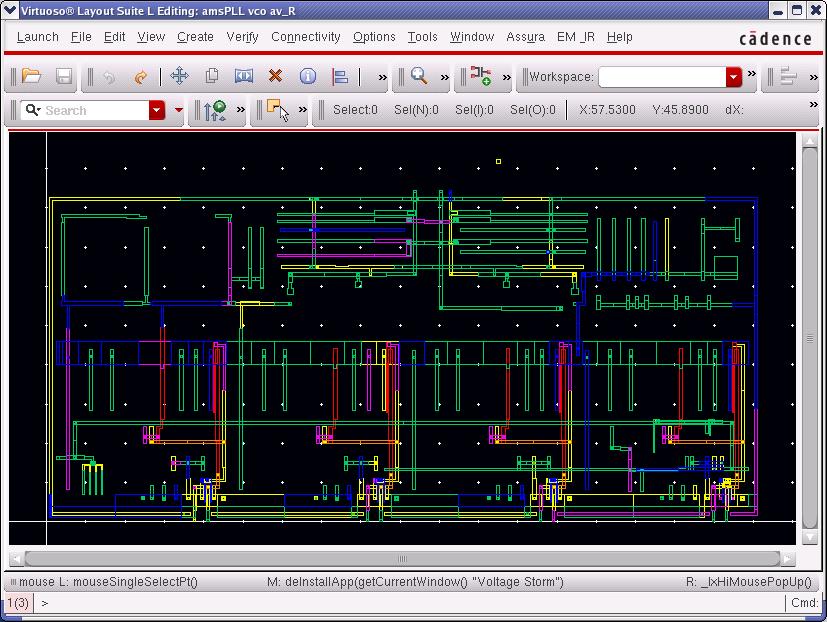 Virtuoso® Layout Suite L Editing: amsPLL vco av_R
Launch File Edit View Create Verify Connectivity Options Tools Window Assura EM_IR Help
cādence
Workspace:
Search
Select:0 Sel(N):0 Sel(I):0 Sel(O):0 X:57.5300 Y:45.8900 dX:
mouse L: mouseSingleSelectPt() M: deInstallApp(getCurrentWindow() "Voltage Storm") R: _lxHiMousePopUp()
1(3) > Cmd: